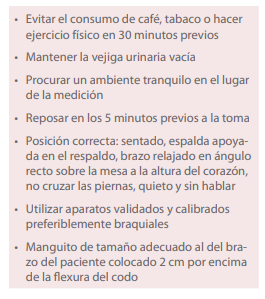 • Evitar el consumo de café, tabaco o hacer
ejercicio físico en 30 minutos previos
• Mantener la vejiga urinaria vacía
• Procurar un ambiente tranquilo en el lugar
de la medición
• Reposar en los 5 minutos previos a la toma
• Posición correcta: sentado, espalda apoya-
da en el respaldo, brazo relajado en ángulo
recto sobre la mesa a la altura del corazón,
no cruzar las piernas, quieto y sin hablar
• Utilizar aparatos validados y calibrados
preferiblemente braquiales
• Manguito de tamaño adecuado al del bra-
zo del paciente colocado 2 cm por encima
de la flexura del codo